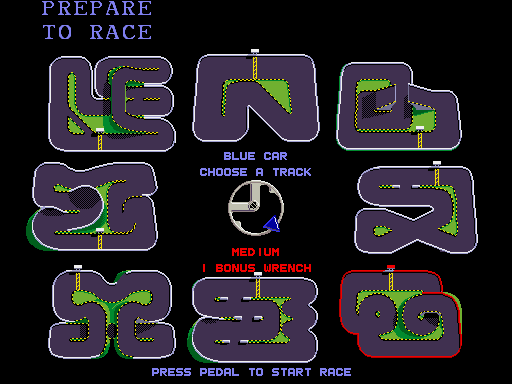 PREPARE
TO RACE
BLUE CAR
CHOOSE A TRACK
MEDIUM
1 BONUS WRENCH
PRESS PEDAL TO START RACE